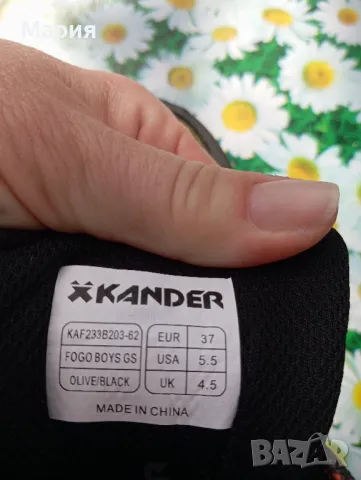 Мария
XKANDER
KAF233B203-62
FOGO BOYS GS
OLIVE/BLACK
EUR 37
USA 5.5
UK 4.5
MADE IN CHINA
bazar